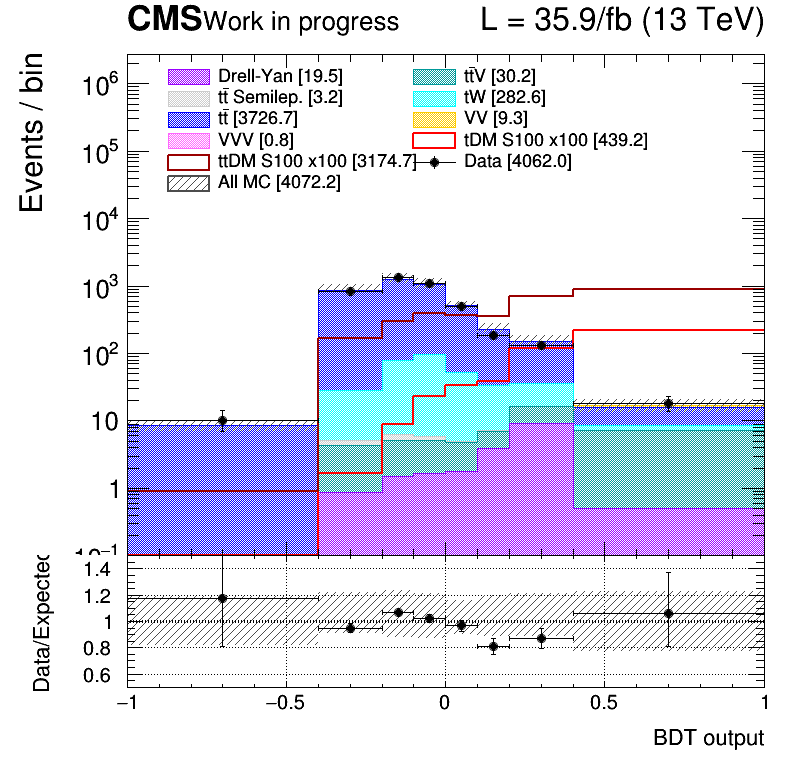 CMS Work in progress L = 35.9/fb (13 TeV)
Events / bin
Drell-Yan [19.5] tt̄V [30.2]
tt̄ Semilep. [3.2] tW [282.6]
tt̄ [3726.7] VV [9.3]
VVV [0.8] tDM S100 x100 [439.2]
ttDM S100 x100 [3174.7] Data [4062.0]
All MC [4072.2]
10⁶
10⁵
10⁴
10³
10²
10
1
10⁻¹
Data/Expected
1.4
1.2
1
0.8
0.6
−1 −0.5 0 0.5 1
BDT output